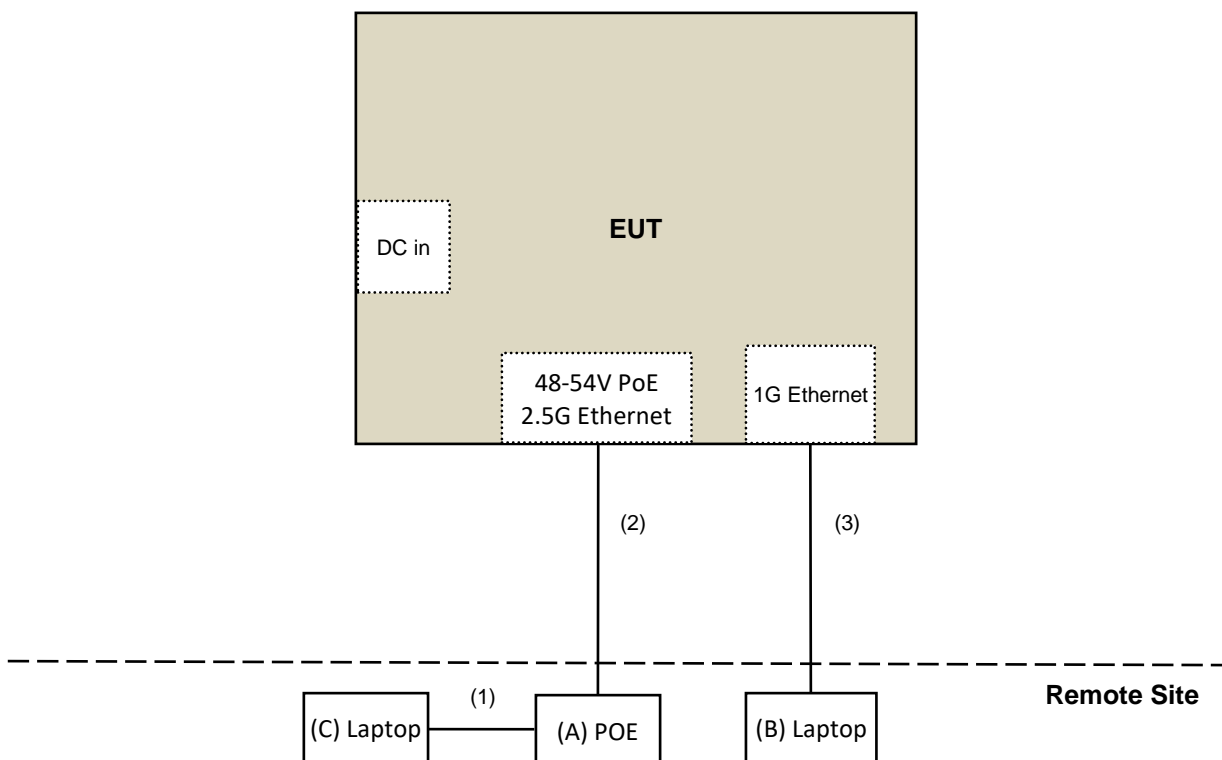 EUT
DC in
48-54V PoE
2.5G Ethernet
1G Ethernet
(2)
(3)
Remote Site
(1)
(C) Laptop
(A) POE
(B) Laptop